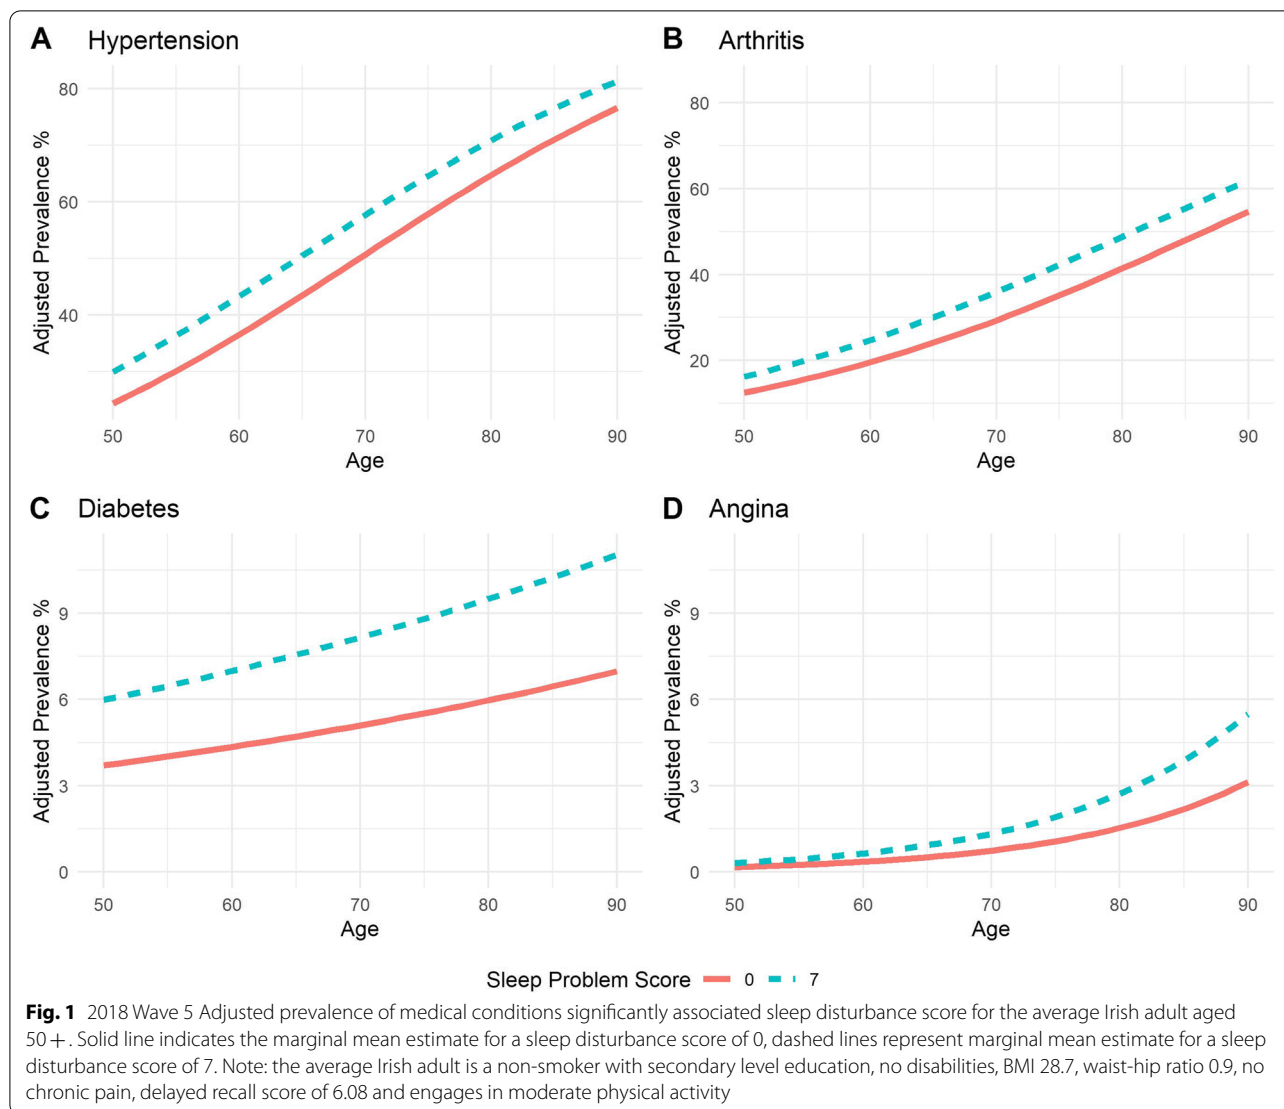 A Hypertension
80
60
40
Adjusted Prevalence %
50 60 70 80 90
Age
B Arthritis
80
60
40
20
Adjusted Prevalence %
50 60 70 80 90
Age
C Diabetes
9
6
3
0
Adjusted Prevalence %
50 60 70 80 90
Age
D Angina
9
6
3
0
Adjusted Prevalence %
50 60 70 80 90
Age
Sleep Problem Score 0 7
Fig. 1 2018 Wave 5 Adjusted prevalence of medical conditions significantly associated sleep disturbance score for the average Irish adult aged
50+. Solid line indicates the marginal mean estimate for a sleep disturbance score of 0, dashed lines represent marginal mean estimate for a sleep
disturbance score of 7. Note: the average Irish adult is a non-smoker with secondary level education, no disabilities, BMI 28.7, waist-hip ratio 0.9, no
chronic pain, delayed recall score of 6.08 and engages in moderate physical activity